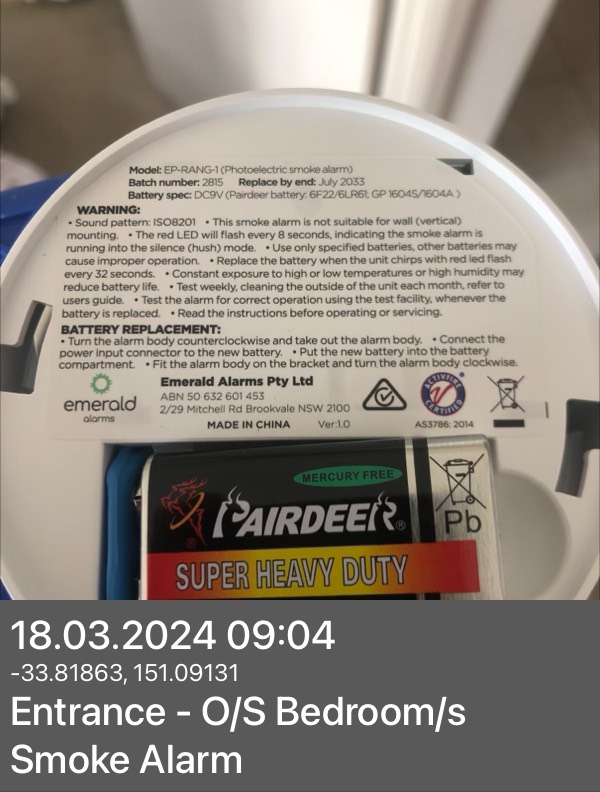 Model: EP-RANG-1 (Photoelectric smoke alarm)
Batch number: 2815 Replace by end: July 2033
Battery spec: DC9V (Pairdeer battery: 6F22/6LR61; GP 1604S/1604A )
WARNING:
• Sound pattern: ISO8201 • This smoke alarm is not suitable for wall (vertical)
mounting. • The red LED will flash every 8 seconds, indicating the smoke alarm is
running into the silence (hush) mode. • Use only specified batteries, other batteries may
cause improper operation. • Replace the battery when the unit chirps with red led flash
every 32 seconds. • Constant exposure to high or low temperatures or high humidity may
reduce battery life. • Test weekly, cleaning the outside of the unit each month, refer to
users guide. • Test the alarm for correct operation using the test facility, whenever the
battery is replaced. • Read the instructions before operating or servicing.
BATTERY REPLACEMENT:
• Turn the alarm body counterclockwise and take out the alarm body. • Connect the
power input connector to the new battery. • Put the new battery into the battery
compartment. • Fit the alarm body on the bracket and turn the alarm body clockwise.
emerald
alarms
Emerald Alarms Pty Ltd
ABN 50 632 601 453
2/29 Mitchell Rd Brookvale NSW 2100
MADE IN CHINA Ver:1.0
ACTIVFIRE
CERTIFIED
AS3786: 2014
MERCURY FREE
PAIRDEER®
Pb
SUPER HEAVY DUTY
18.03.2024 09:04
-33.81863, 151.09131
Entrance - O/S Bedroom/s
Smoke Alarm